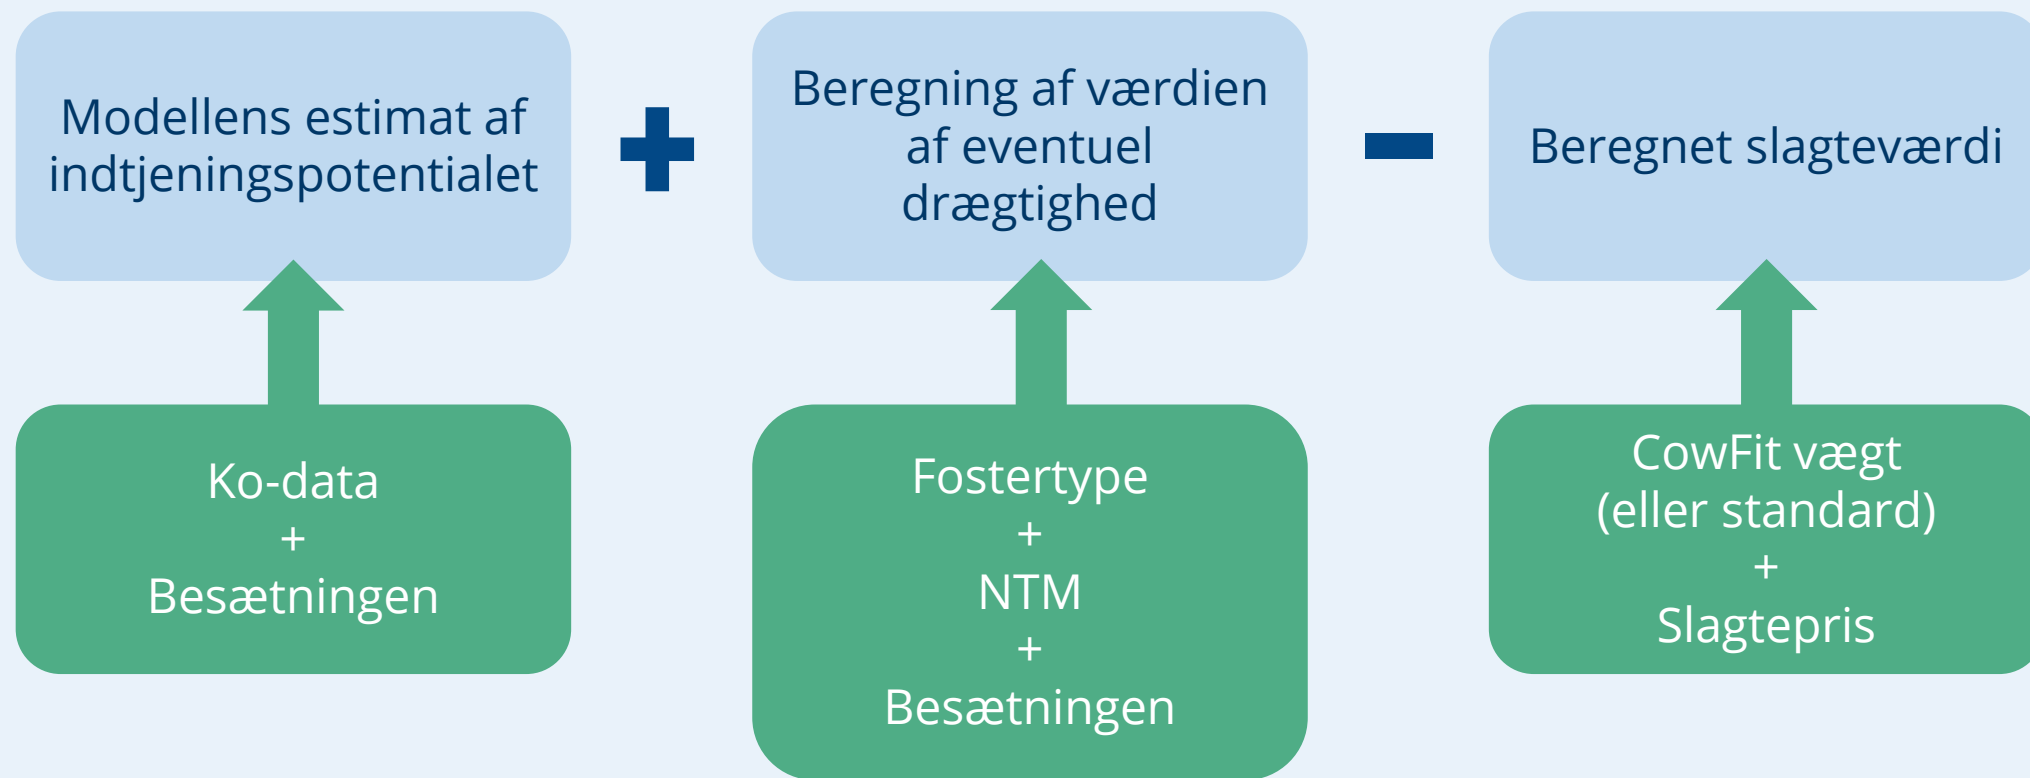 Modellens estimat af
indtjeningspotentialet
Beregning af værdien
af eventuel
drægtighed
Beregnet slagteværdi
Ko-data
+
Besætningen
Fostertype
+
NTM
+
Besætningen
CowFit vægt
(eller standard)
+
Slagtepris